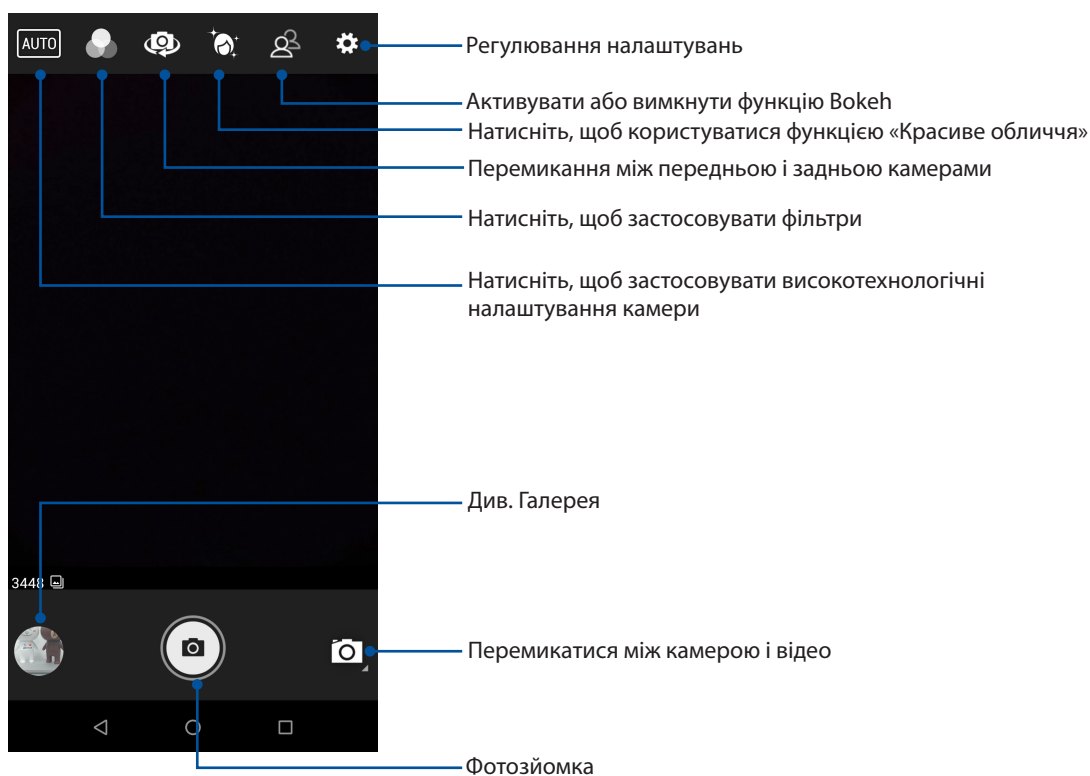 AUTO
Регулювання налаштувань
Активувати або вимкнути функцію Bokeh
Натисніть, щоб користуватися функцією «Красиве обличчя»
Перемикання між передньою і задньою камерами
Натисніть, щоб застосовувати фільтри
Натисніть, щоб застосовувати високотехнологічні
налаштування камери
Див. Галерея
3448
Перемикатися між камерою і відео
Фотозйомка